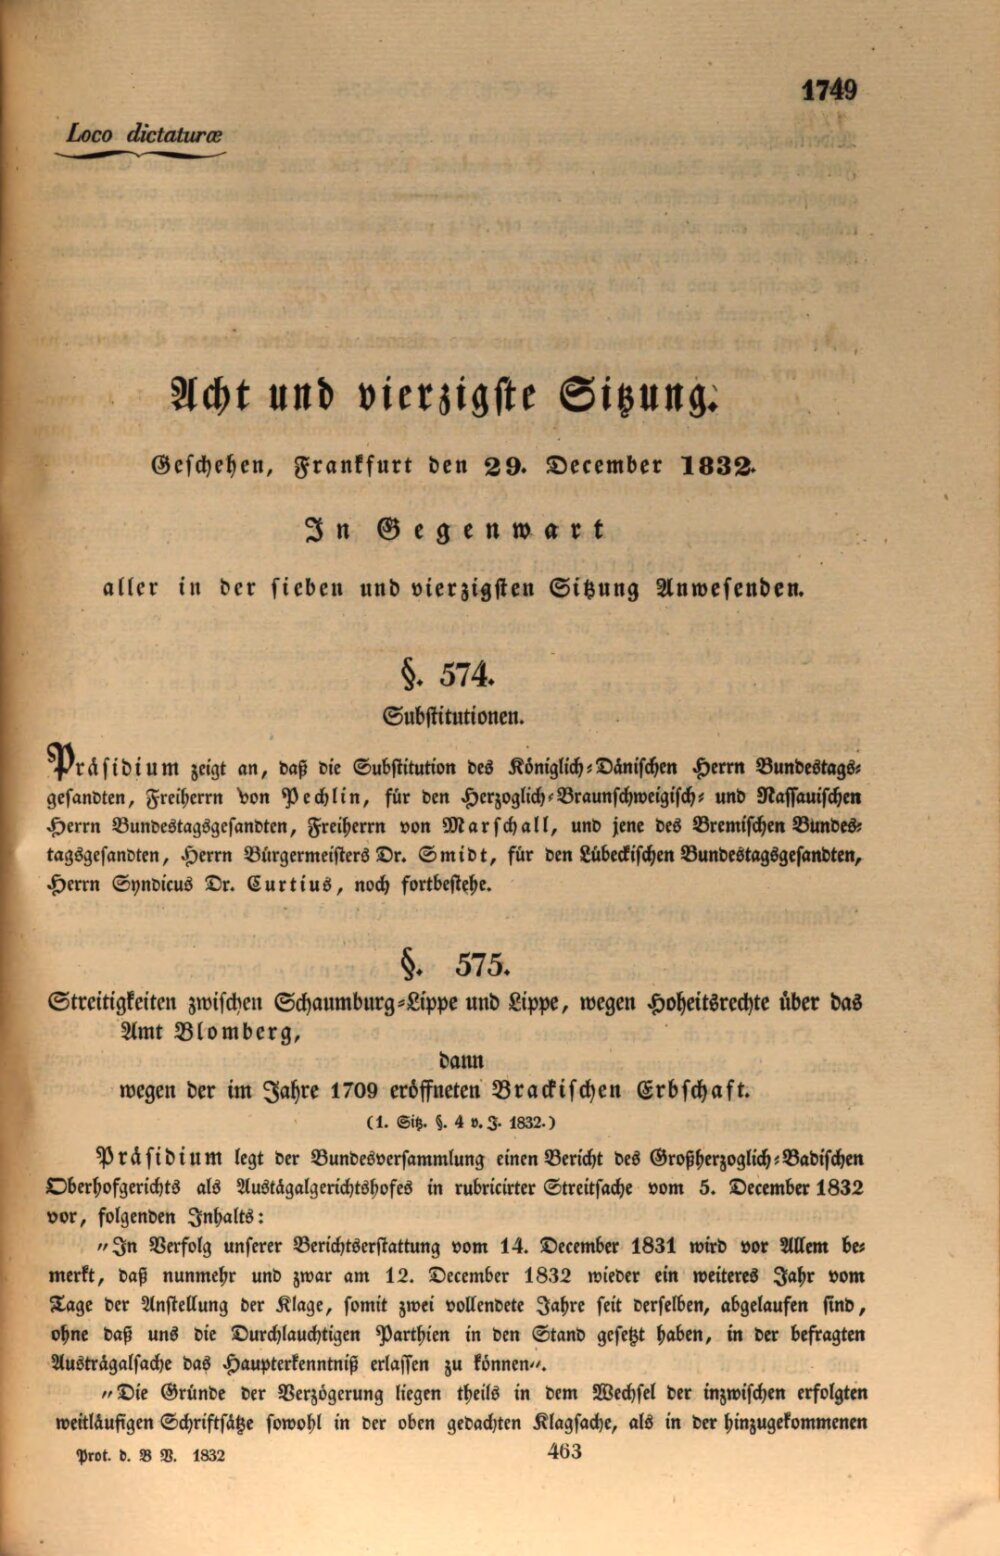 1749
Loco dictaturæ
Acht und vierzigste Sitzung.
Geschehen, Frankfurt den 29. December 1832.
In Gegenwart
aller in der sieben und vierzigsten Sitzung Anwesenden.
§. 574.
Substitutionen.
Präsidium zeigt an, daß die Substitution des Königlich-Dänischen Herrn Bundestags-
gesandten, Freiherrn von Pechlin, für den Herzoglich-Braunschweigisch- und Nassauischen
Herrn Bundestagsgesandten, Freiherrn von Marschall, und jene des Bremischen Bundes-
tagsgesandten, Herrn Bürgermeisters Dr. Smidt, für den Lübeckischen Bundestagsgesandten,
Herrn Syndicus Dr. Curtius, noch fortbestehe.
§. 575.
Streitigkeiten zwischen Schaumburg-Lippe und Lippe, wegen Hoheitsrechte über das
Amt Blomberg,
dann
wegen der im Jahre 1709 eröffneten Brackischen Erbschaft.
(1. Sitz. §. 4 v. J. 1832.)
Präsidium legt der Bundesversammlung einen Bericht des Großherzoglich-Badischen
Oberhofgerichts als Austägalgerichtshofes in rubricirter Streitsache vom 5. December 1832
vor, folgenden Inhalts:
„In Verfolg unserer Berichtserstattung vom 14. December 1831 wird vor Allem be-
merkt, daß nunmehr und zwar am 12. December 1832 wieder ein weiteres Jahr vom
Tage der Anstellung der Klage, somit zwei vollendete Jahre seit derselben, abgelaufen sind,
ohne daß uns die Durchlauchtigen Parthien in den Stand gesetzt haben, in der befragten
Austrägalsache das Haupterkenntniß erlassen zu können“.
„Die Gründe der Verzögerung liegen theils in dem Wechsel der inzwischen erfolgten
weitläufigen Schriftsätze sowohl in der oben gedachten Klagsache, als in der hinzugekommenen
Prot. d. B V. 1832
463